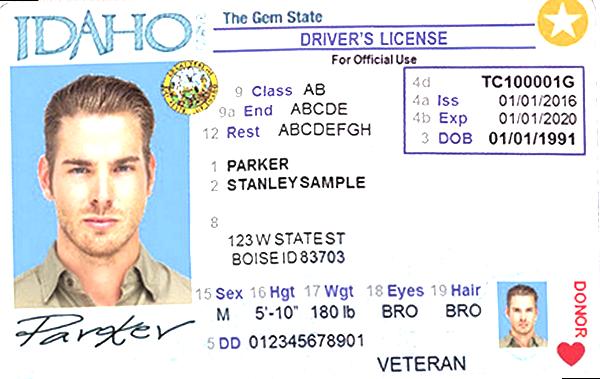 IDAHO
The Gem State
DRIVER'S LICENSE
For Official Use
9 Class AB
9a End ABCDE
12 Rest ABCDEFGH
4d TC100001G
4a Iss 01/01/2016
4b Exp 01/01/2020
3 DOB 01/01/1991
1 PARKER
2 STANLEYSAMPLE
8
123 W STATE ST
BOISE ID 83703
15 Sex 16 Hgt 17 Wgt 18 Eyes 19 Hair
M 5'-10" 180 lb BRO BRO
5 DD 012345678901
VETERAN
DONOR
Parker